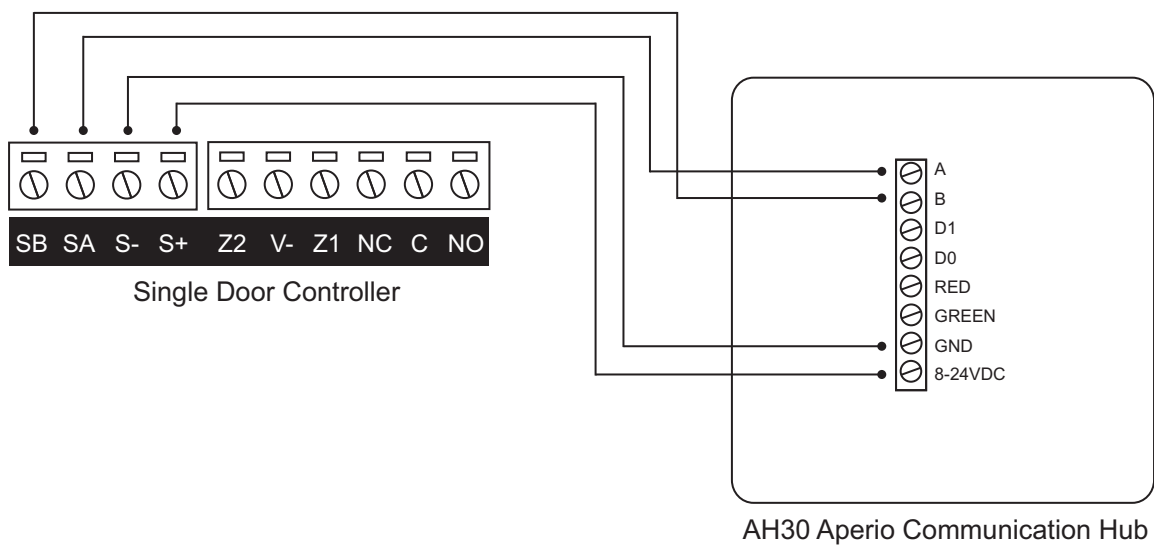 SB SA S- S+ Z2 V- Z1 NC C NO
Single Door Controller
A
B
D1
D0
RED
GREEN
GND
8-24VDC
AH30 Aperio Communication Hub